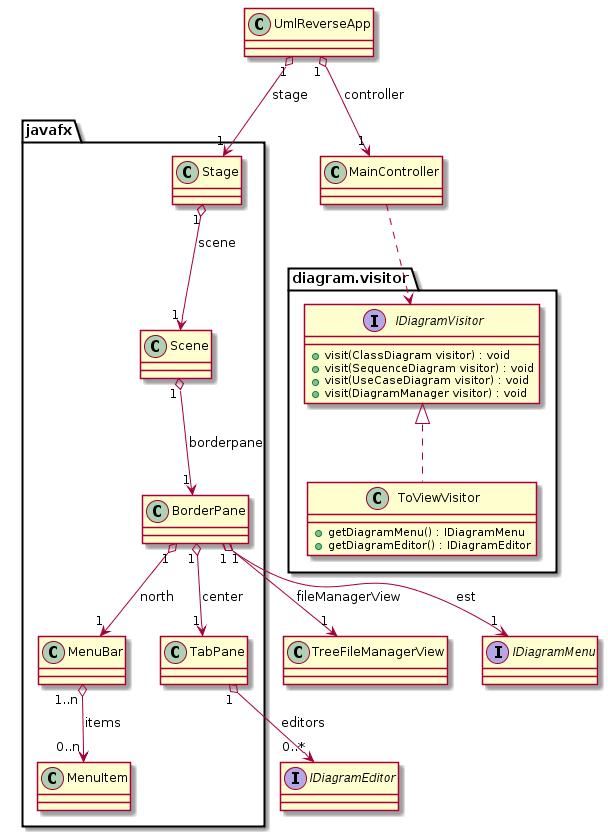 C UmlReverseApp
1 1
stage controller
javafx
1 1
C Stage
C MainController
1
scene
diagram.visitor
1
I IDiagramVisitor
visit(ClassDiagram visitor) : void
visit(SequenceDiagram visitor) : void
visit(UseCaseDiagram visitor) : void
visit(DiagramManager visitor) : void
C Scene
1
borderpane
1
C ToViewVisitor
getDiagramMenu() : IDiagramMenu
getDiagramEditor() : IDiagramEditor
C BorderPane
1 1 1 1
north center fileManagerView est
1 1 1 1
C MenuBar
C TabPane
C TreeFileManagerView
I IDiagramMenu
1..n 1
items editors
0..n 0..*
C MenuItem
I IDiagramEditor